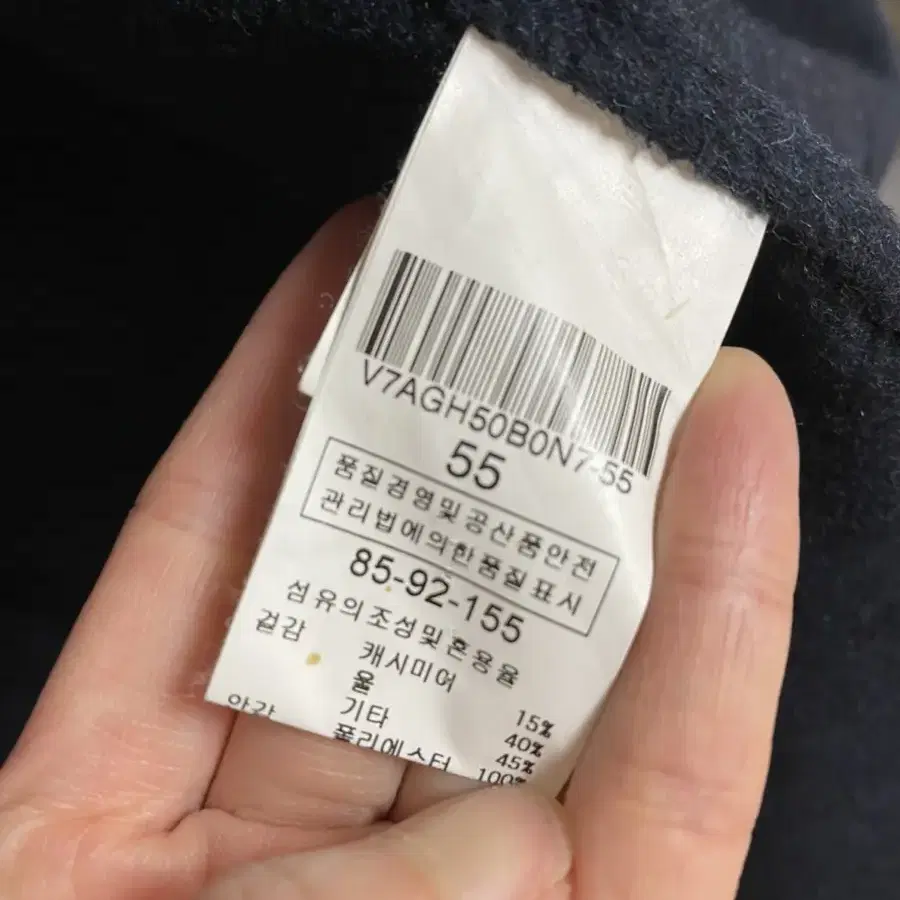 V7AGH50B0N7-55
55
품질경영및공산품안전
관리법에의한품질표시
85-92-155
섬유의조성및혼용율
겉감
캐시미어 15%
울 40%
기타 45%
안감 폴리에스터 100%